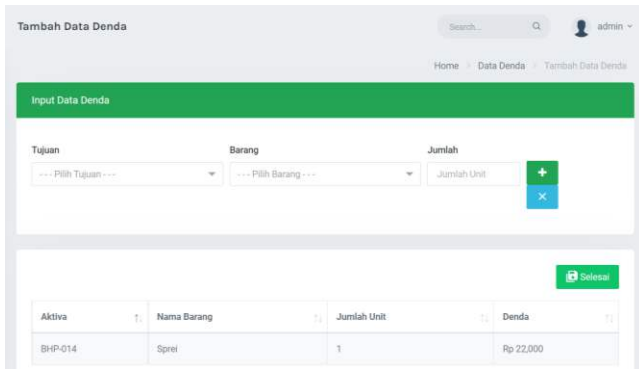 Tambah Data Denda
Search...
admin
Home > Data Denda > Tambah Data Denda
Input Data Denda
Tujuan Barang Jumlah
--- Pilih Tujuan --- --- Pilih Barang --- Jumlah Unit
Selesai
Aktiva Nama Barang Jumlah Unit Denda
BHP-014 Sprei 1 Rp 22,000